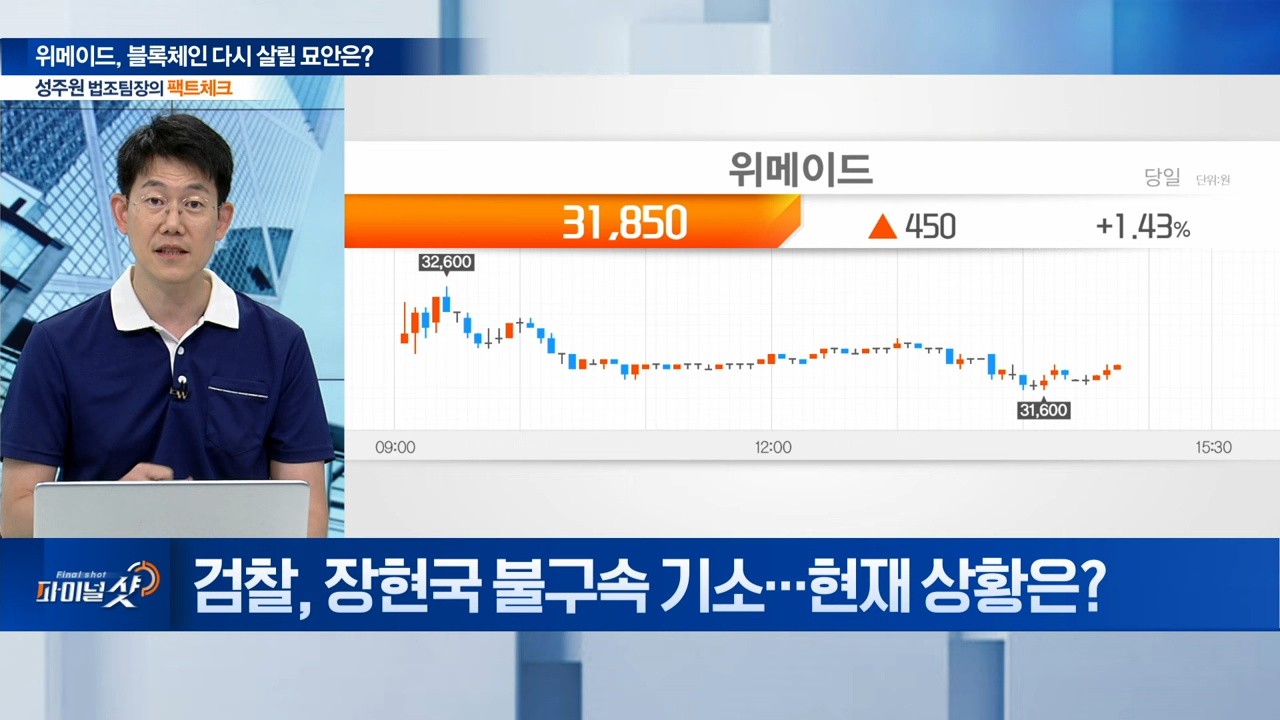 위메이드, 블록체인 다시 살릴 묘안은?
성주원 법조팀장의 팩트체크
위메이드
당일 단위:원
31,850 ▲ 450 +1.43%
32,600
31,600
09:00 12:00 15:30
Final shot
파이널샷
검찰, 장현국 불구속 기소…현재 상황은?